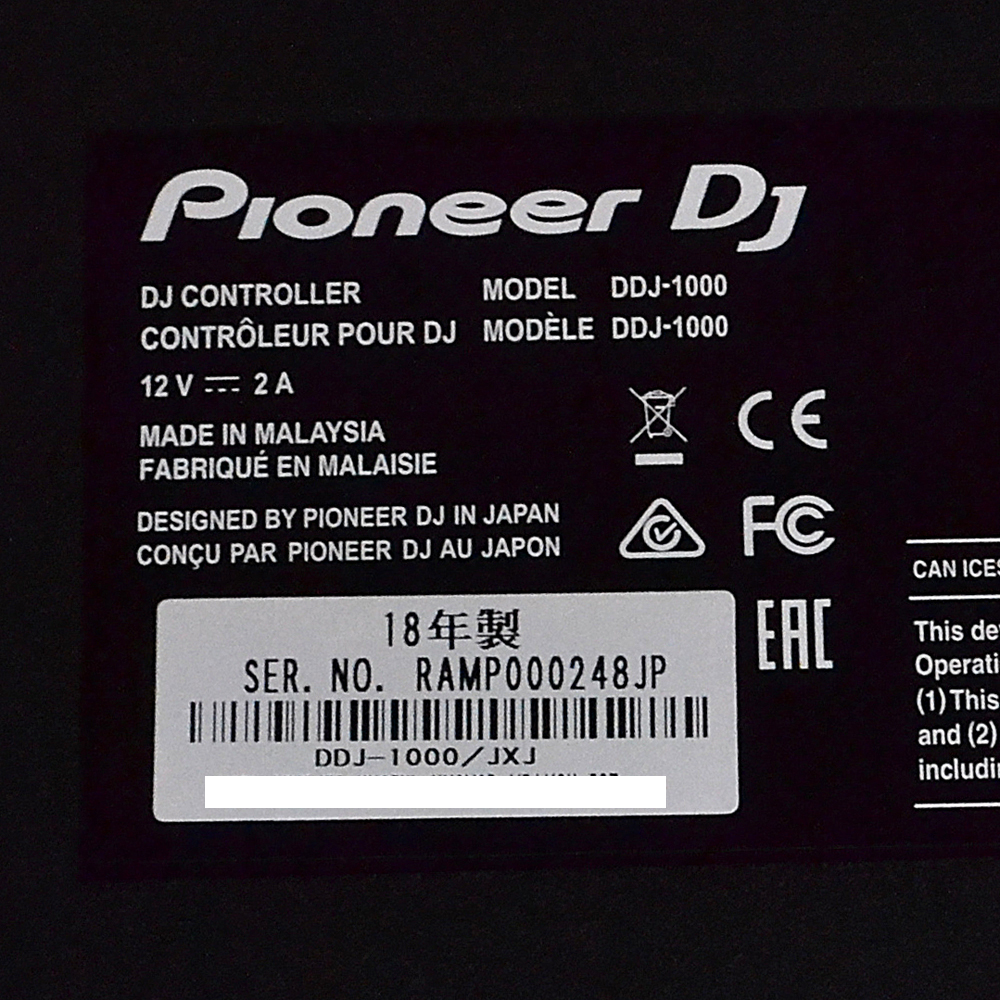 Pioneer Dj
DJ CONTROLLER MODEL DDJ-1000
CONTRÔLEUR POUR DJ MODÈLE DDJ-1000
12 V ⎓ 2 A
MADE IN MALAYSIA
FABRIQUÉ EN MALAISIE
CE
DESIGNED BY PIONEER DJ IN JAPAN
CONÇU PAR PIONEER DJ AU JAPON
FC
18年製
SER. NO. RAMP000248JP
DDJ-1000/JXJ
EAC
CAN ICES
This de
Operati
(1) This
and (2)
includi